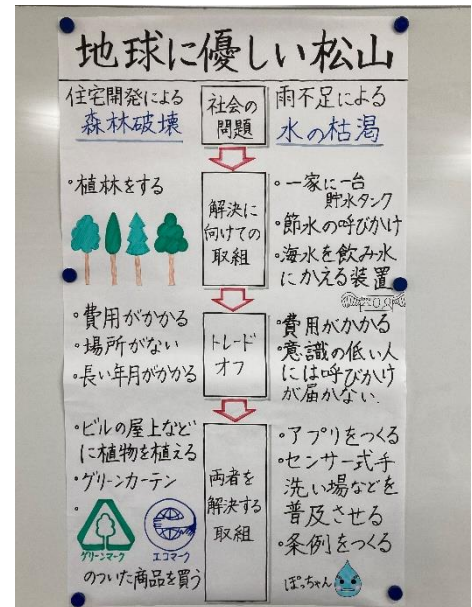 地球に優しい松山
住宅開発による
森林破壊
社会の
問題
雨不足による
水の枯渇
・植林をする
解決に
向けての
取組
・一家に一台
貯水タンク
・節水の呼びかけ
・海水を飲み水
にかえる装置
・費用がかかる
・場所がない
・長い年月がかかる
トレード
オフ
・費用がかかる
・意識の低い人
には呼びかけ
が届かない.
・ビルの屋上など
に植物を植える
・グリーンカーテン
・
グリーンマーク
エコマーク
のついた商品を買う
両者を
解決する
取組
・アプリをつくる
・センサー式手
洗い場などを
普及させる
・条例をつくる
ぽっちゃん